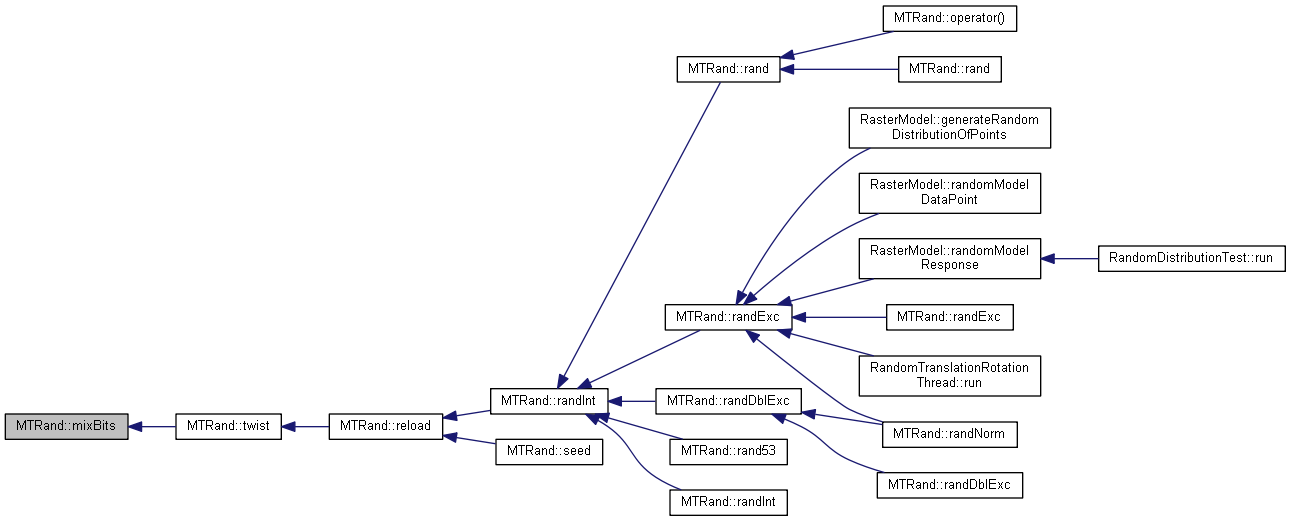 MTRand::operator()
MTRand::rand
MTRand::rand
RasterModel::generateRandom
DistributionOfPoints
RasterModel::randomModel
DataPoint
RasterModel::randomModel
Response
RandomDistributionTest::run
MTRand::randExc
MTRand::randExc
RandomTranslationRotation
Thread::run
MTRand::randInt
MTRand::randDblExc
MTRand::mixBits
MTRand::twist
MTRand::reload
MTRand::randNorm
MTRand::seed
MTRand::rand53
MTRand::randDblExc
MTRand::randInt